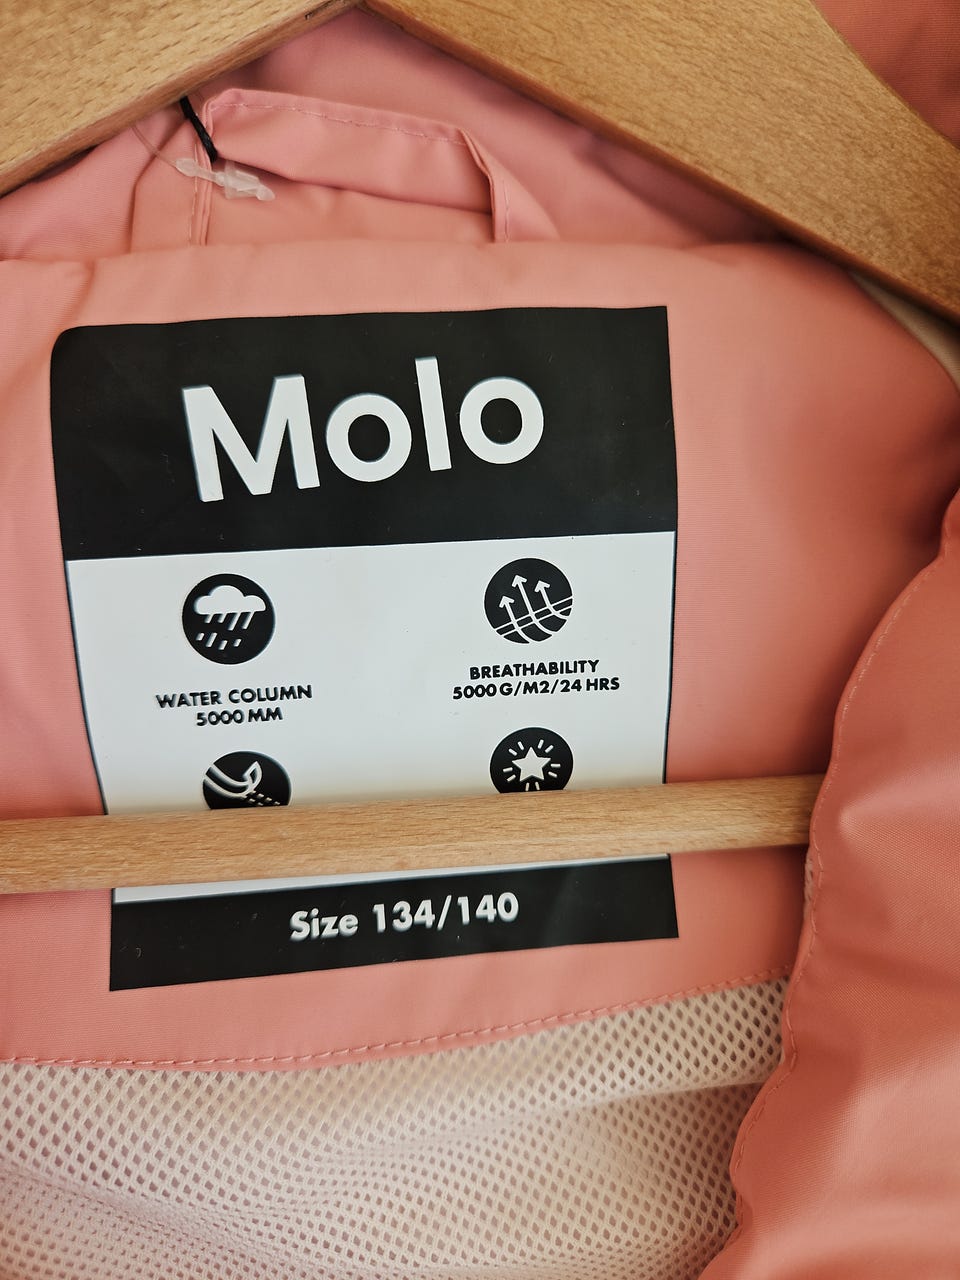 Molo
WATER COLUMN
5000 MM
BREATHABILITY
5000 G/M2/24 HRS
Size 134/140